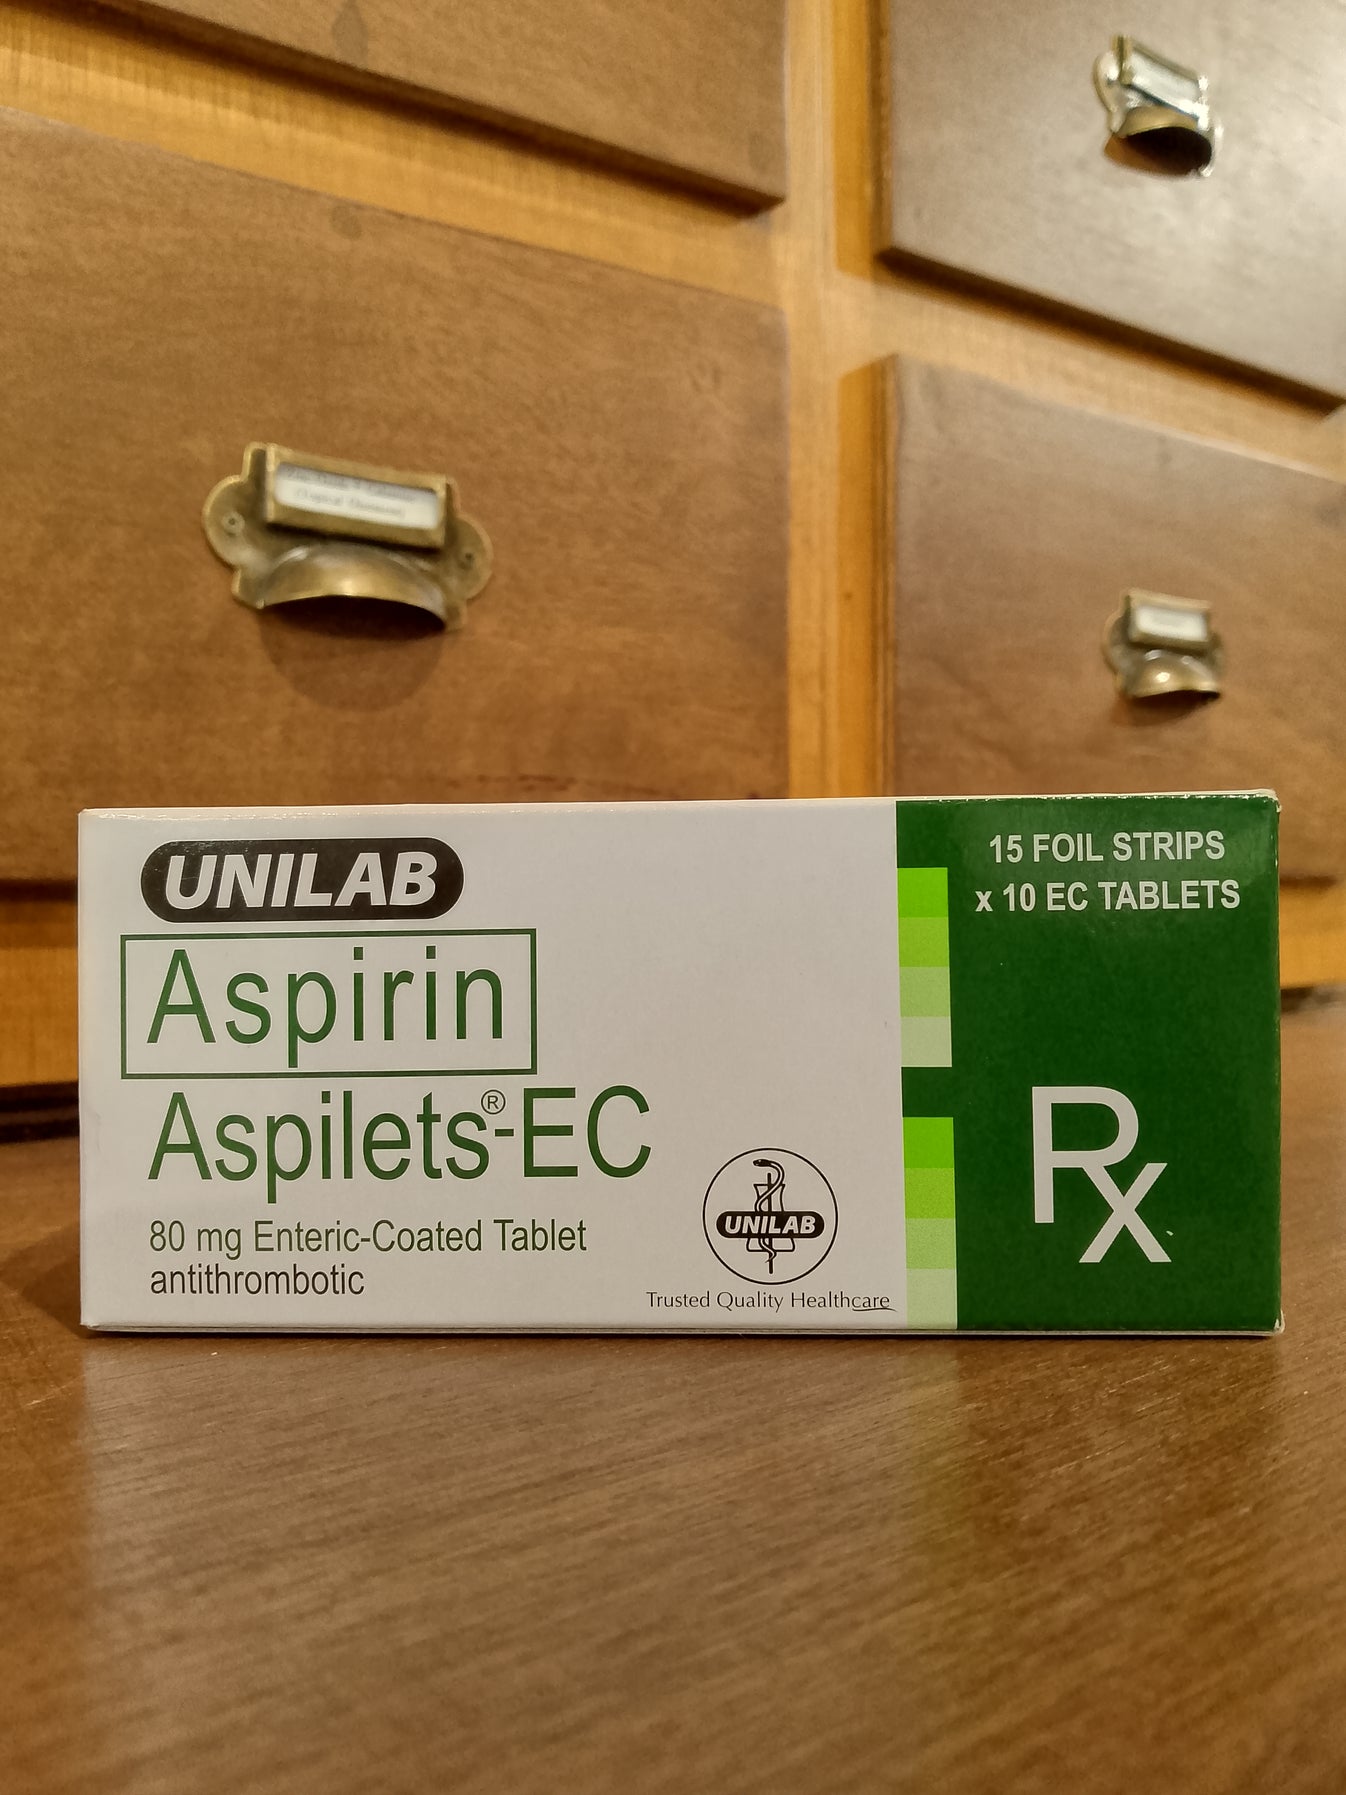 UNILAB
Aspirin
Aspilets®-EC
80 mg Enteric-Coated Tablet
antithrombotic
UNILAB
Trusted Quality Healthcare
15 FOIL STRIPS
x 10 EC TABLETS
Rx